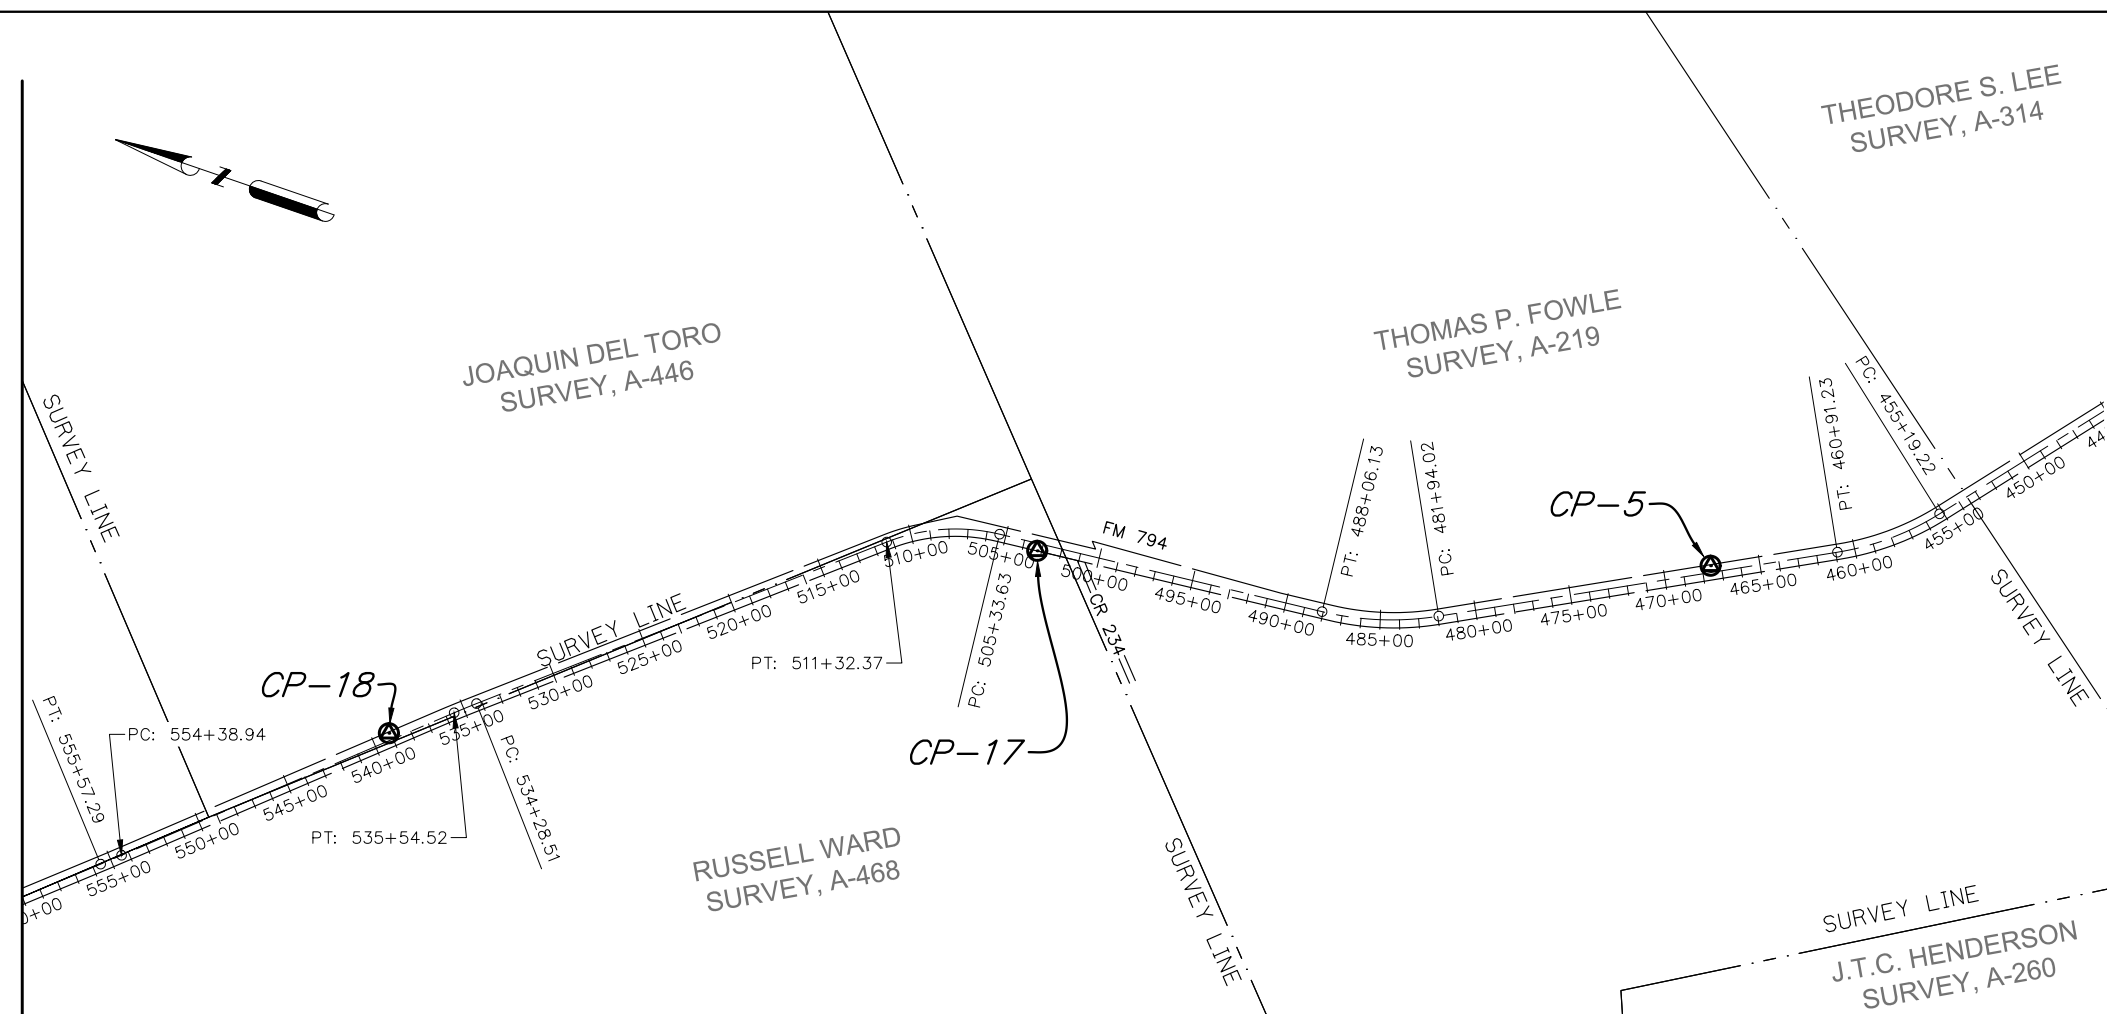 THEODORE S. LEE
SURVEY, A-314
THOMAS P. FOWLE
SURVEY, A-219
JOAQUIN DEL TORO
SURVEY, A-446
SURVEY LINE
PC: 455+19.22
PT: 460+91.23
PC: 481+94.02
PT: 488+06.13
CP-5
FM 794
450+00
455+00
460+00
465+00
470+00
475+00
480+00
485+00
490+00
495+00
500+00
505+00
510+00
515+00
520+00
525+00
530+00
535+00
540+00
545+00
550+00
555+00
CR 234
SURVEY LINE
SURVEY LINE
PC: 505+33.63
PT: 511+32.37
CP-17
CP-18
PT: 555+57.29
PC: 554+38.94
PC: 534+28.51
PT: 535+54.52
RUSSELL WARD
SURVEY, A-468
SURVEY LINE
SURVEY LINE
J.T.C. HENDERSON
SURVEY, A-260